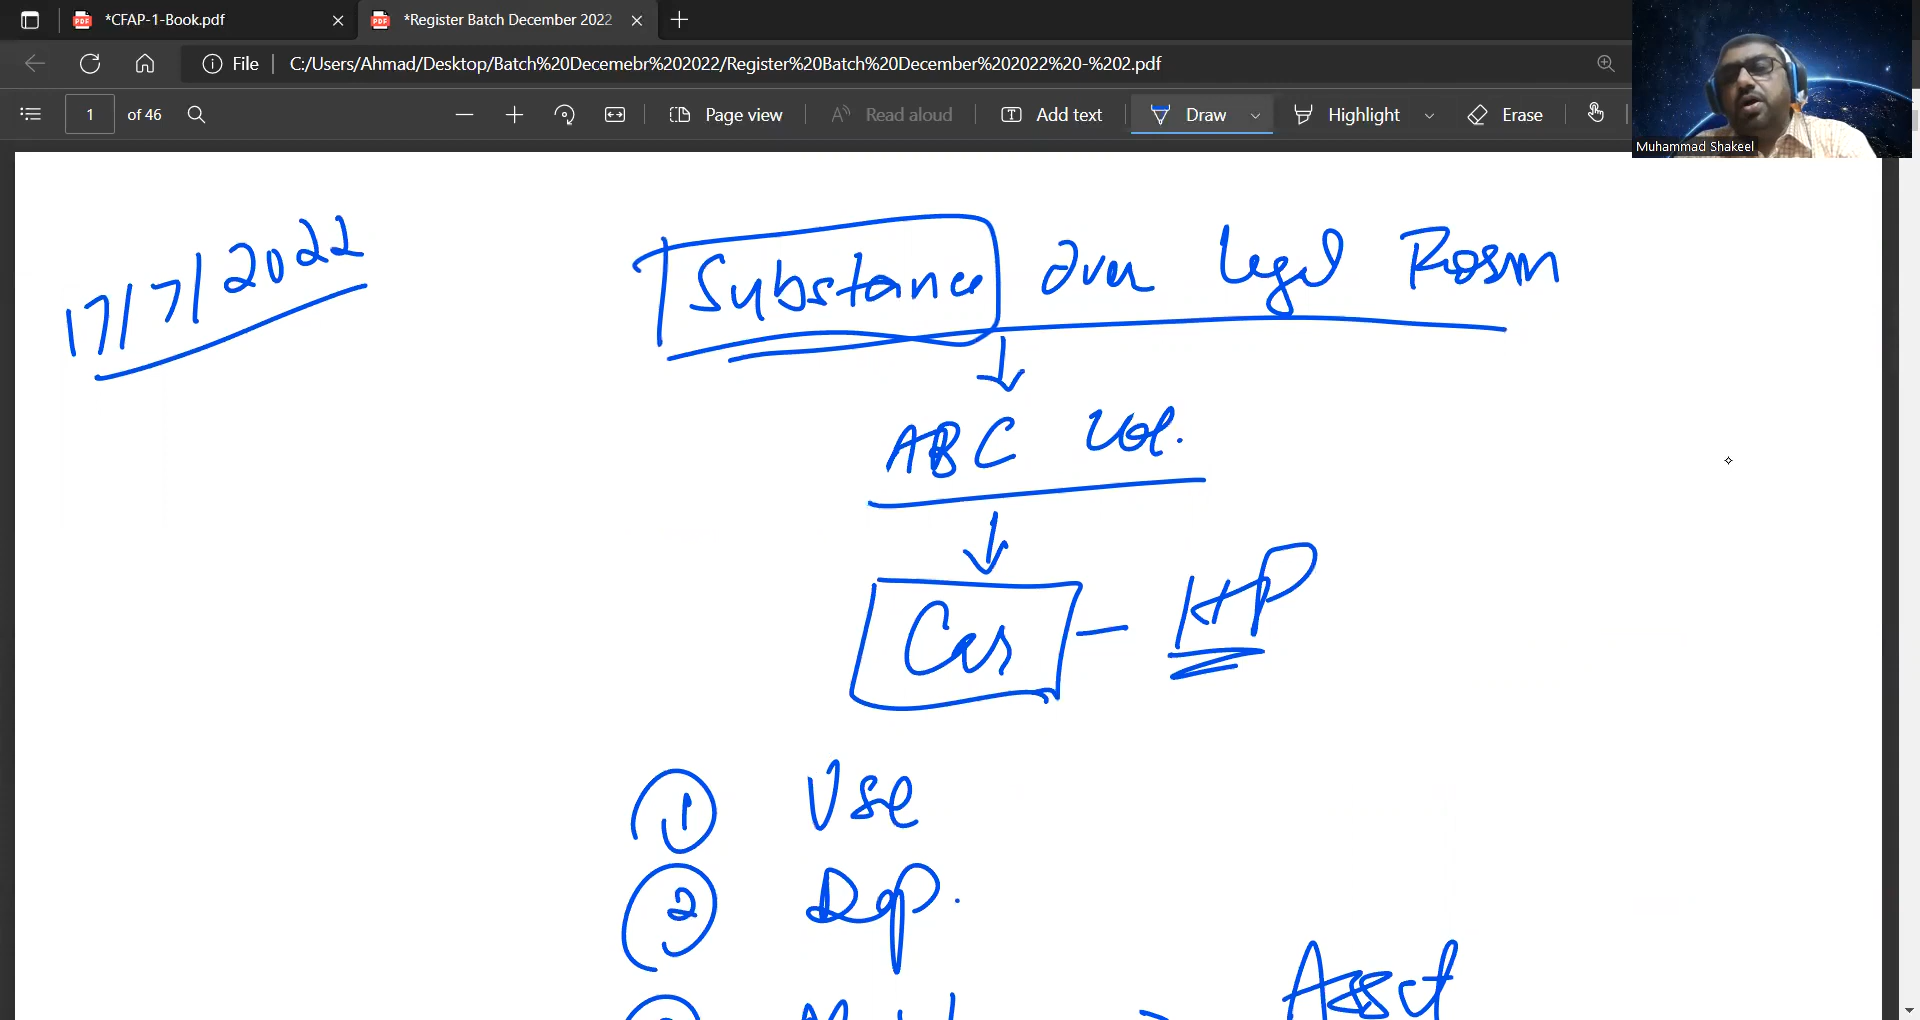 *CFAP-1-Book.pdf
*Register Batch December 2022
File
C:/Users/Ahmad/Desktop/Batch%20Decemebr%202022/Register%20Batch%20December%202022%20-%202.pdf
1 of 46
Page view
Read aloud
Add text
Draw
Highlight
Erase
Muhammad Shakeel
17/7/2022
Substance over legal Form
ABC
Car - HP
1 Use
2 Dep.
Asset